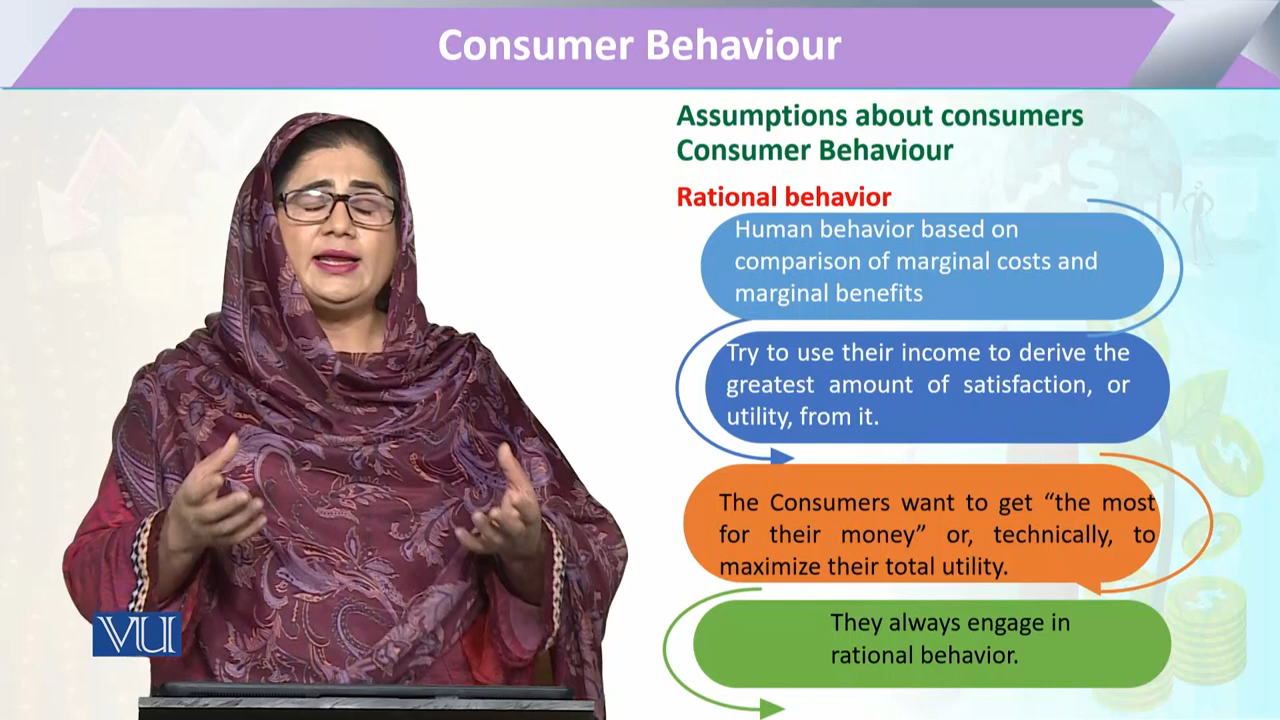 Consumer Behaviour
Assumptions about consumers
Consumer Behaviour
Rational behavior
Human behavior based on
comparison of marginal costs and
marginal benefits
Try to use their income to derive the
greatest amount of satisfaction, or
utility, from it.
The Consumers want to get “the most
for their money” or, technically, to
maximize their total utility.
They always engage in
rational behavior.
VU